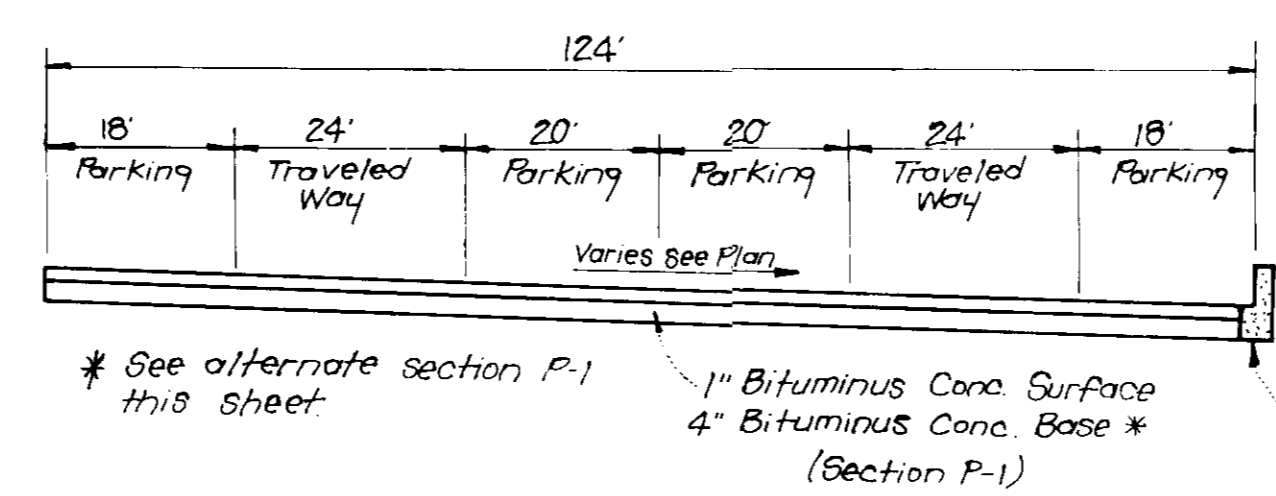 124'
18' 24' 20' 20' 24' 18'
Parking Traveled Way Parking Parking Traveled Way Parking
Varies see Plan
* See alternate section P-1
this sheet.
1" Bituminus Conc. Surface
4" Bituminus Conc. Base *
(Section P-1)